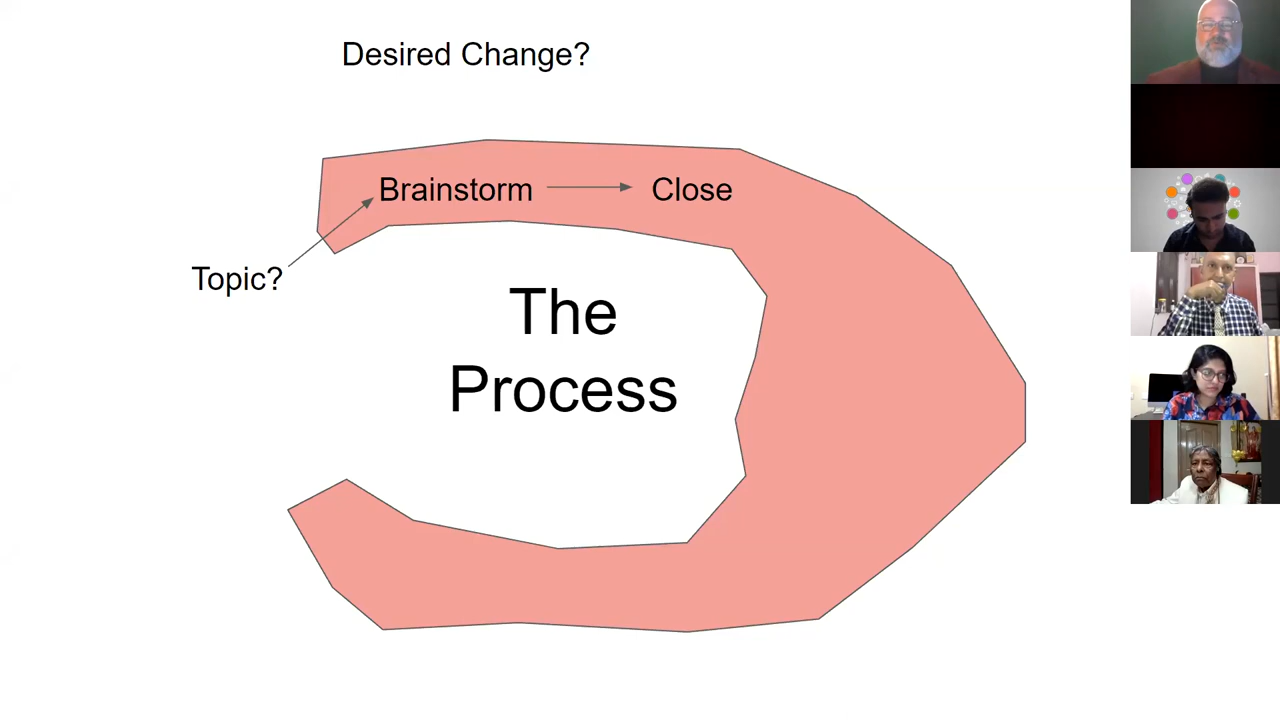 Desired Change?
Brainstorm
Close
Topic?
The
Process